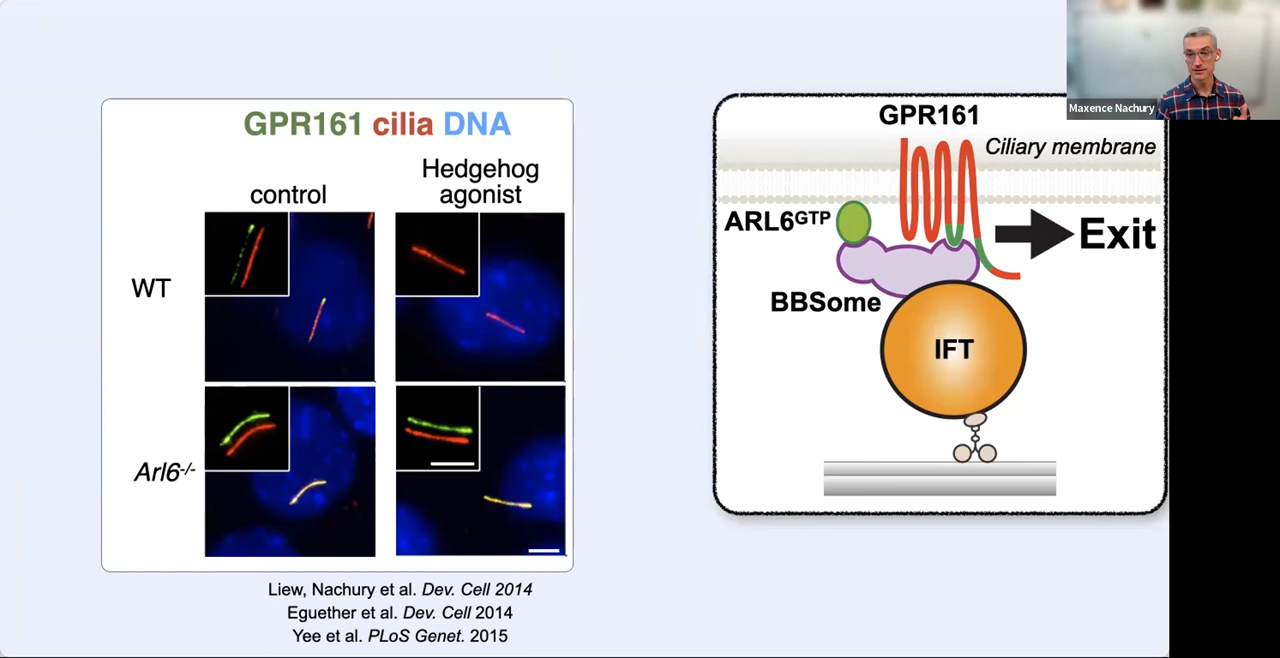 Maxence Nachury
GPR161 cilia DNA
control
Hedgehog
agonist
WT
Arl6-/-
Liew, Nachury et al. Dev. Cell 2014
Eguether et al. Dev. Cell 2014
Yee et al. PLoS Genet. 2015
GPR161
Ciliary membrane
ARL6GTP
Exit
BBSome
IFT